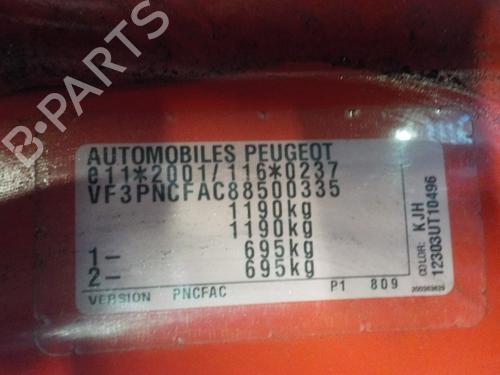 B-PARTS
AUTOMOBILES PEUGEOT
e11*2001/116*0237
VF3PNCFAC88500335
1190kg
1190kg
1- 695kg
2- 695kg
VERSION PNCFAC P1 809
COLOR: KJH
12303UT10496